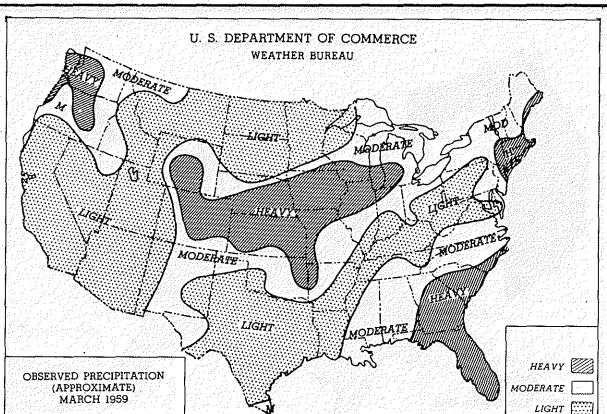 U. S. DEPARTMENT OF COMMERCE
WEATHER BUREAU
HEAVY
MODERATE
M
LIGHT
MODERATE
MOD
LIGHT
HEAVY
LIGHT
MODERATE
MODERATE
LIGHT
HEAVY
MODERATE
M
OBSERVED PRECIPITATION
(APPROXIMATE)
MARCH 1959
HEAVY
MODERATE
LIGHT